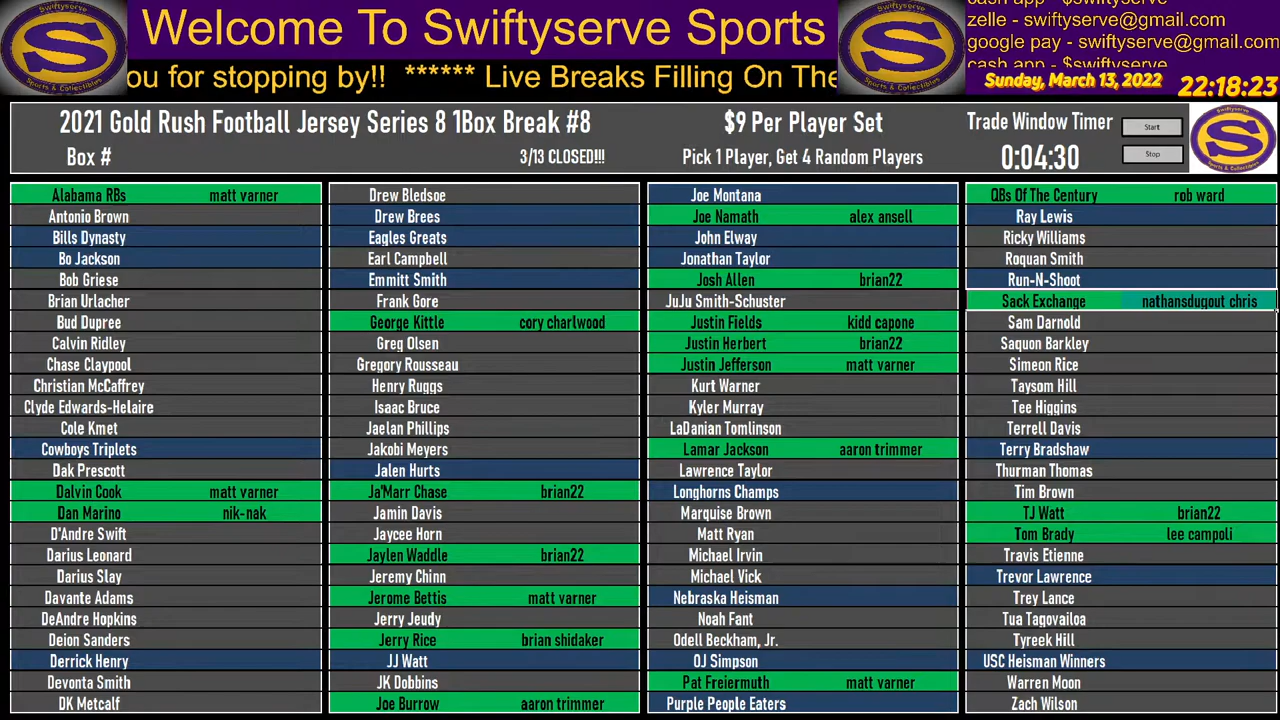 Welcome To Swiftyserve Sports
ou for stopping by!! ****** Live Breaks Filling On The
cash app - $swiftyserve
zelle - swiftyserve@gmail.com
google pay - swiftyserve@gmail.com
cash app - $swiftyserve
Sunday, March 13, 2022 22:18:23
Swiftyserve
Sports & Collectibles
Swiftyserve
Sports & Collectibles
2021 Gold Rush Football Jersey Series 8 1Box Break #8
Box #
3/13 CLOSED!!!
$9 Per Player Set
Pick 1 Player, Get 4 Random Players
Trade Window Timer
0:04:30
Start
Stop
Swiftyserve
Sports & Collectibles
Alabama RBs matt varner
Antonio Brown
Bills Dynasty
Bo Jackson
Bob Griese
Brian Urlacher
Bud Dupree
Calvin Ridley
Chase Claypool
Christian McCaffrey
Clyde Edwards-Helaire
Cole Kmet
Cowboys Triplets
Dak Prescott
Dalvin Cook matt varner
Dan Marino nik-nak
D'Andre Swift
Darius Leonard
Darius Slay
Davante Adams
DeAndre Hopkins
Deion Sanders
Derrick Henry
Devonta Smith
DK Metcalf
Drew Bledsoe
Drew Brees
Eagles Greats
Earl Campbell
Emmitt Smith
Frank Gore
George Kittle cory charlwood
Greg Olsen
Gregory Rousseau
Henry Ruggs
Isaac Bruce
Jaelan Phillips
Jakobi Meyers
Jalen Hurts
Ja'Marr Chase brian22
Jamin Davis
Jaycee Horn
Jaylen Waddle brian22
Jeremy Chinn
Jerome Bettis matt varner
Jerry Jeudy
Jerry Rice brian shidaker
JJ Watt
JK Dobbins
Joe Burrow aaron trimmer
Joe Montana
Joe Namath alex ansell
John Elway
Jonathan Taylor
Josh Allen brian22
JuJu Smith-Schuster
Justin Fields kidd capone
Justin Herbert brian22
Justin Jefferson matt varner
Kurt Warner
Kyler Murray
LaDanian Tomlinson
Lamar Jackson aaron trimmer
Lawrence Taylor
Longhorns Champs
Marquise Brown
Matt Ryan
Michael Irvin
Michael Vick
Nebraska Heisman
Noah Fant
Odell Beckham, Jr.
OJ Simpson
Pat Freiermuth matt varner
Purple People Eaters
QBs Of The Century rob ward
Ray Lewis
Ricky Williams
Roquan Smith
Run-N-Shoot
Sack Exchange nathansdugout chris
Sam Darnold
Saquon Barkley
Simeon Rice
Taysom Hill
Tee Higgins
Terrell Davis
Terry Bradshaw
Thurman Thomas
Tim Brown
TJ Watt brian22
Tom Brady lee campoli
Travis Etienne
Trevor Lawrence
Trey Lance
Tua Tagovailoa
Tyreek Hill
USC Heisman Winners
Warren Moon
Zach Wilson